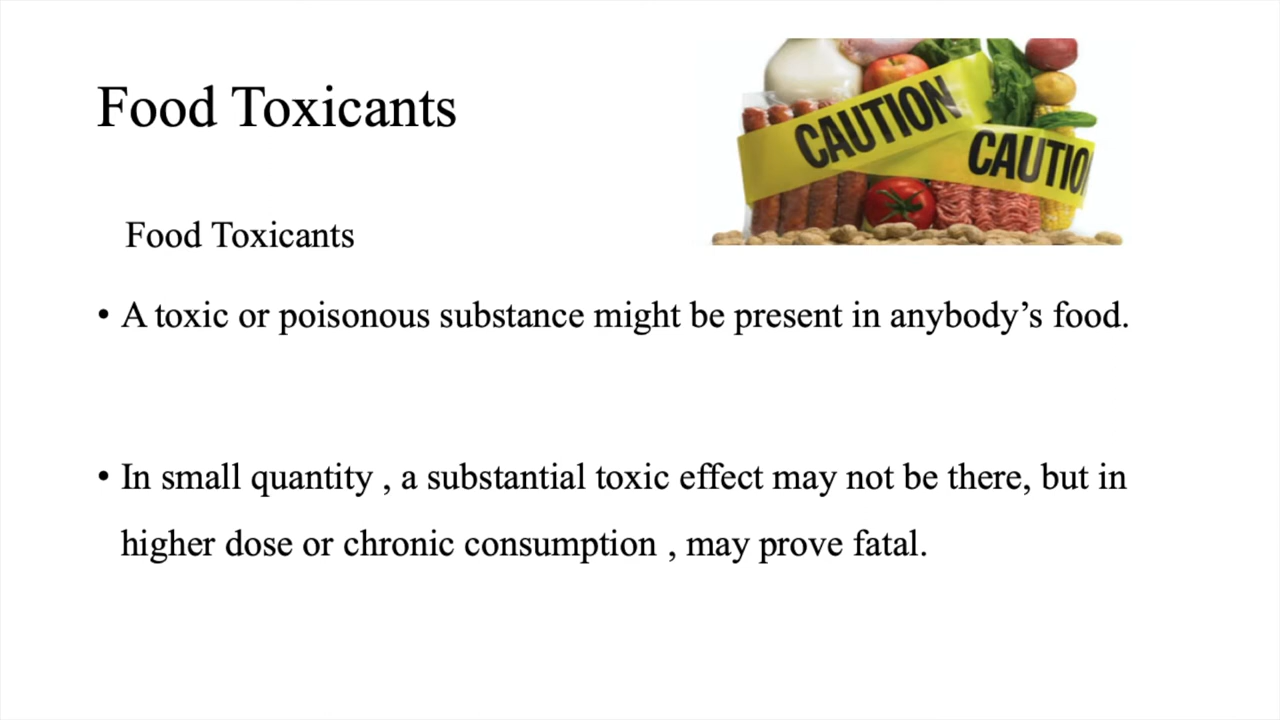 Food Toxicants
CAUTION
CAUTIO
Food Toxicants
• A toxic or poisonous substance might be present in anybody’s food.
• In small quantity , a substantial toxic effect may not be there, but in
higher dose or chronic consumption , may prove fatal.